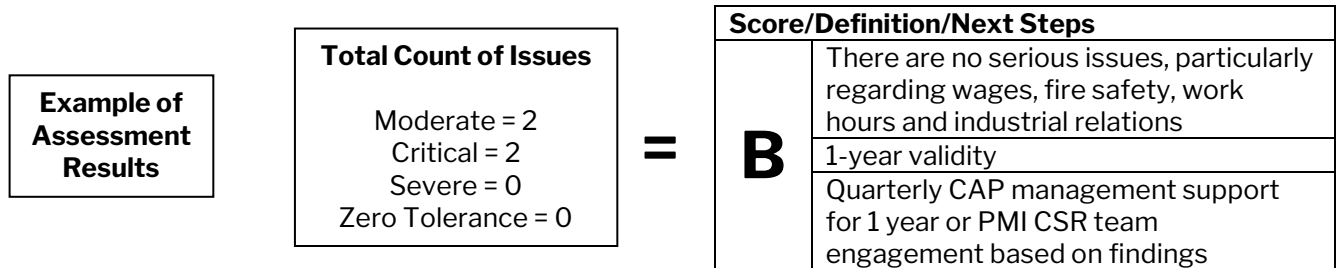 Example of
Assessment
Results
Total Count of Issues
Moderate = 2
Critical = 2
Severe = 0
Zero Tolerance = 0
=
Score/Definition/Next Steps
B
There are no serious issues, particularly
regarding wages, fire safety, work
hours and industrial relations
1-year validity
Quarterly CAP management support
for 1 year or PMI CSR team
engagement based on findings